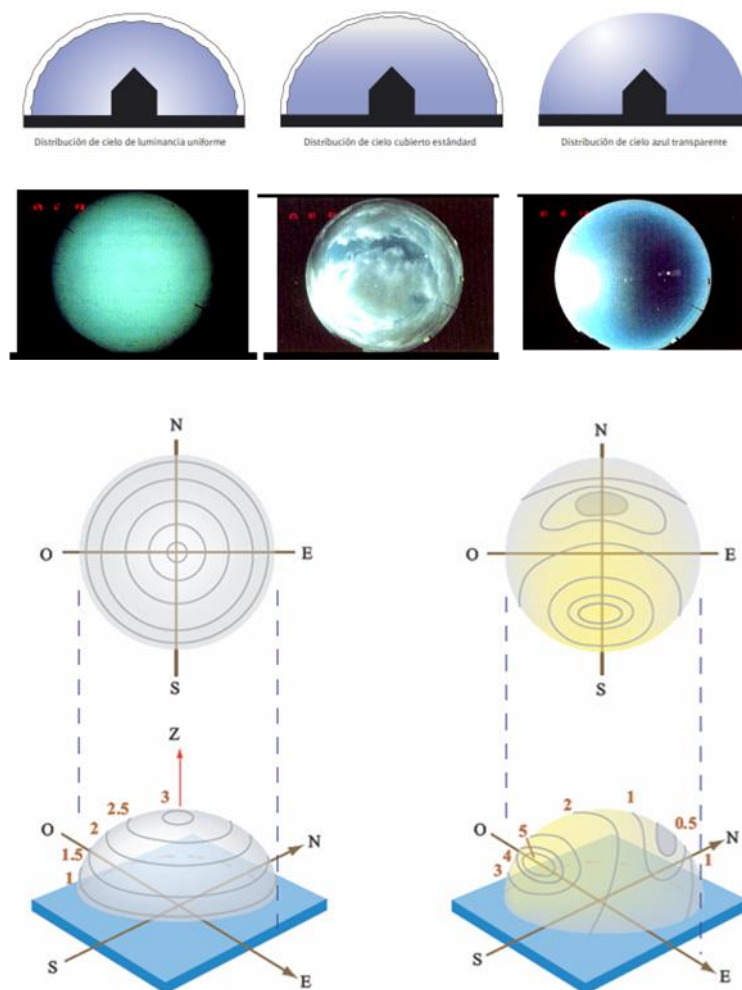 Distribución de cielo de luminancia uniforme
Distribución de cielo cubierto estándard
Distribución de cielo azul transparente
N
O
E
S
N
O
E
S
Z
3
2.5
2
1.5
1
O
N
S
E
2
1
0.5
1
5
4
3
O
N
S
E